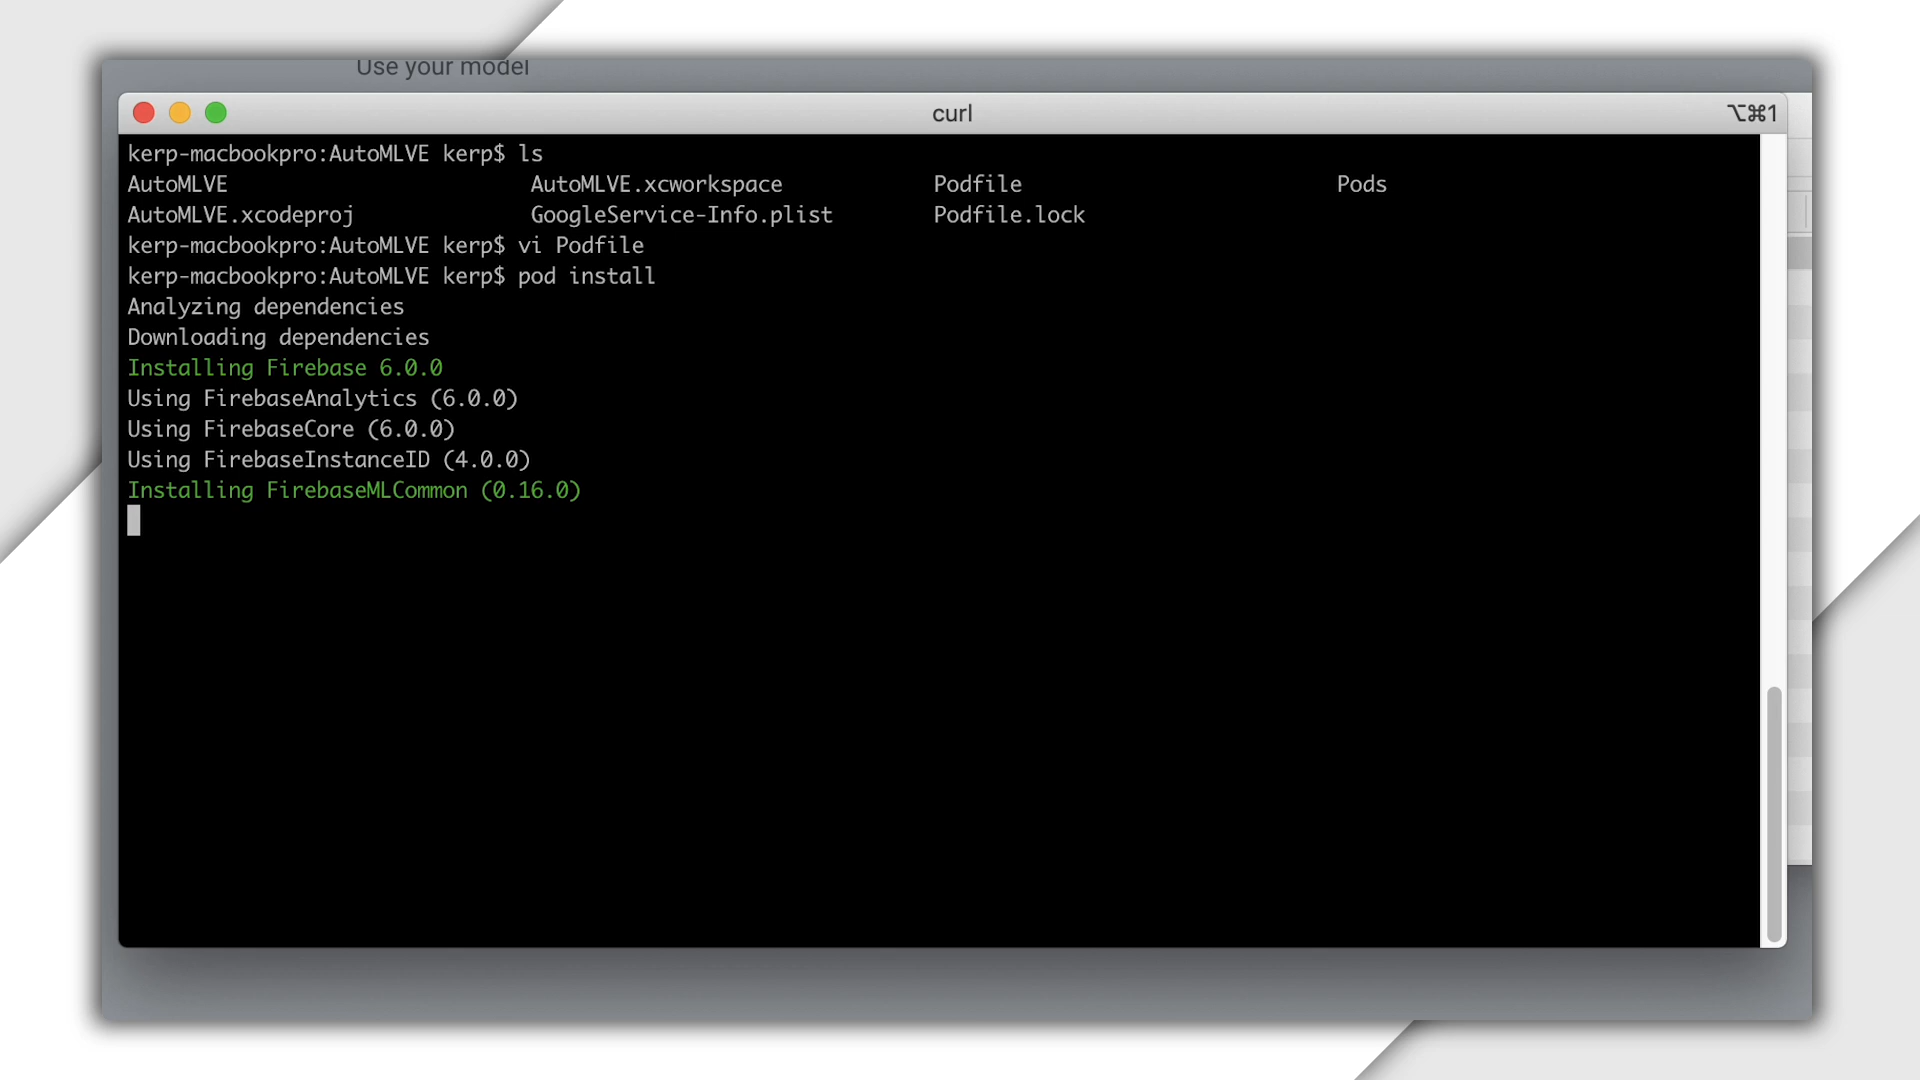 Use your model
curl
⌥⌘1
kerp-macbookpro:AutoMLVE kerp$ ls
AutoMLVE AutoMLVE.xcworkspace Podfile Pods
AutoMLVE.xcodeproj GoogleService-Info.plist Podfile.lock
kerp-macbookpro:AutoMLVE kerp$ vi Podfile
kerp-macbookpro:AutoMLVE kerp$ pod install
Analyzing dependencies
Downloading dependencies
Installing Firebase 6.0.0
Using FirebaseAnalytics (6.0.0)
Using FirebaseCore (6.0.0)
Using FirebaseInstanceID (4.0.0)
Installing FirebaseMLCommon (0.16.0)